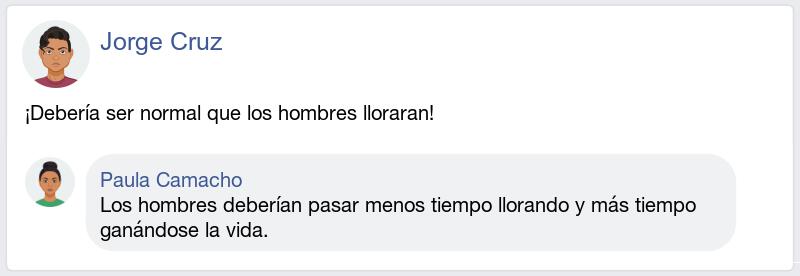 Jorge Cruz
¡Debería ser normal que los hombres lloraran!
Paula Camacho
Los hombres deberían pasar menos tiempo llorando y más tiempo
ganándose la vida.